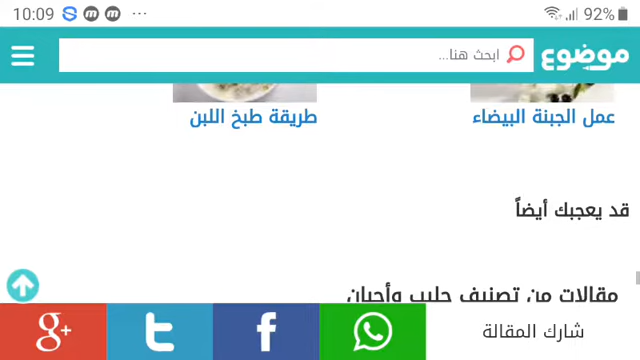 10:09
92%
موضوع
ابحث هنا...
عمل الجبنة البيضاء
طريقة طبخ اللبن
قد يعجبك أيضاً
مقالات من تصنيف حليب وأجبان
شارك المقالة